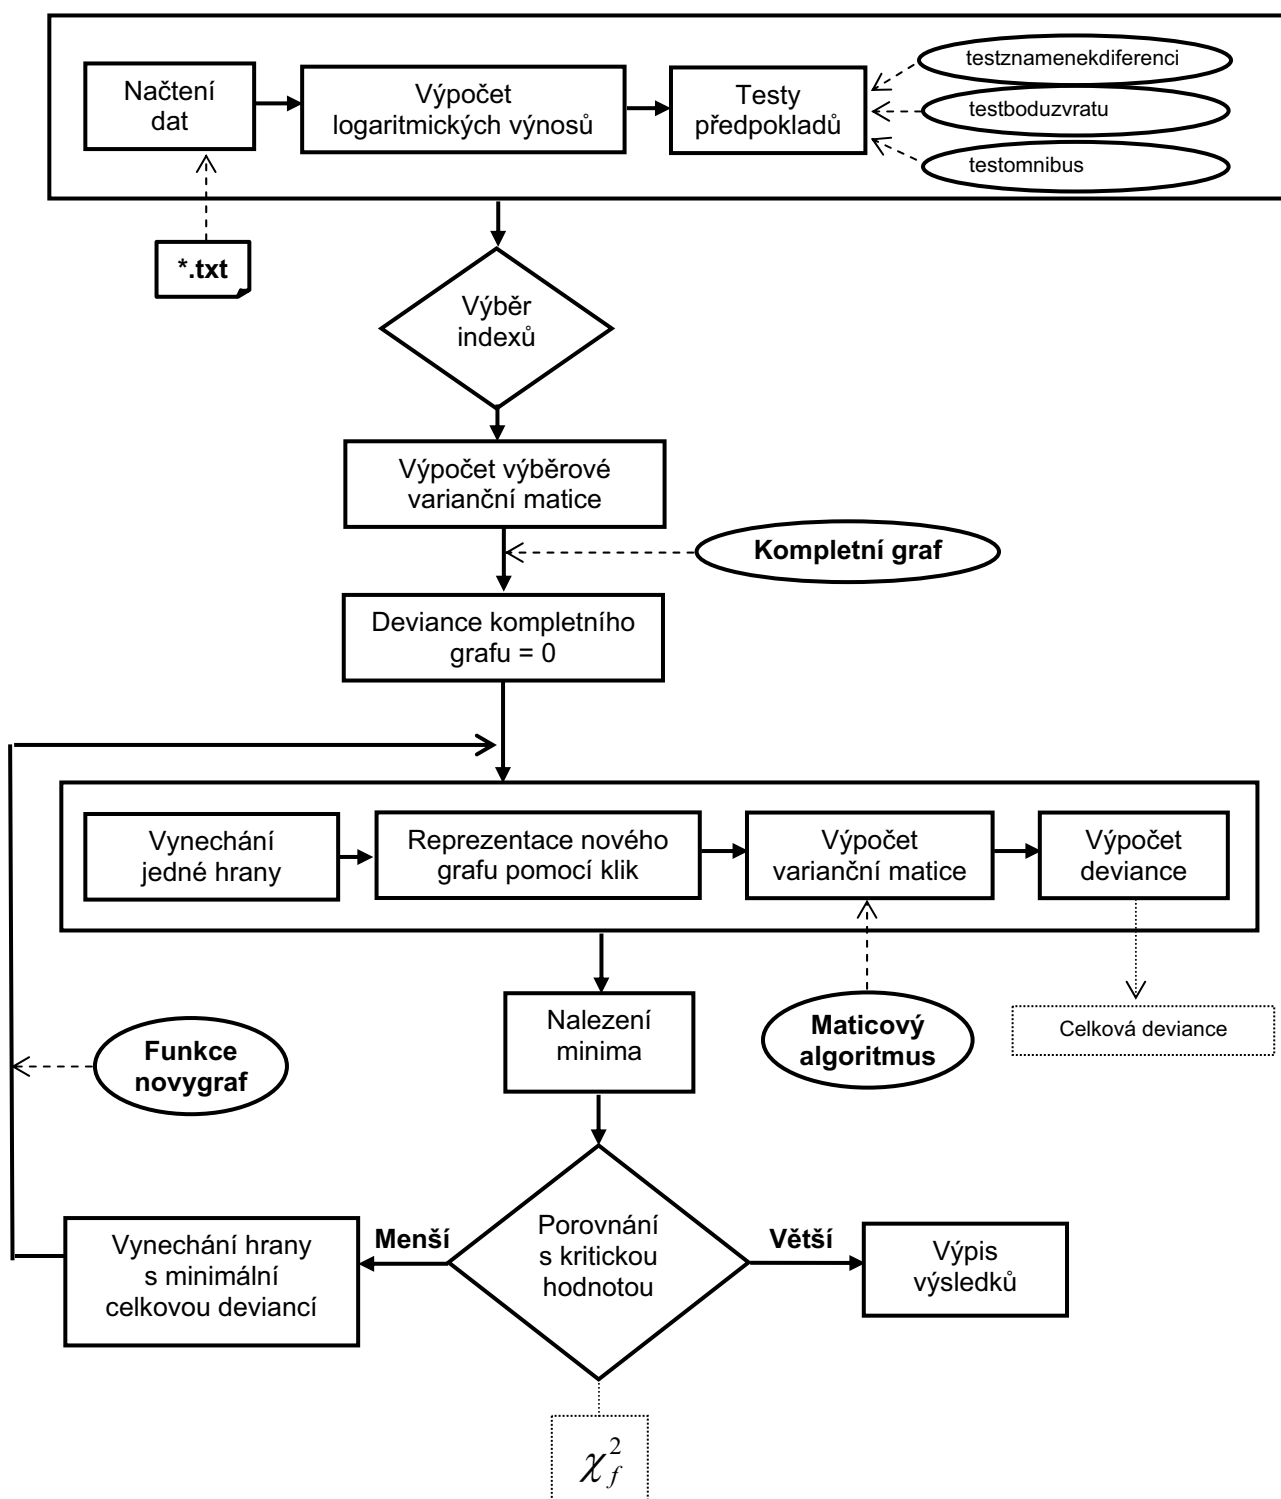 Načtení
dat
Výpočet
logaritmických výnosů
Testy
předpokladů
testznamenekdiferenci
testboduzvratu
testomnibus
*.txt
Výběr
indexů
Výpočet výběrové
varianční matice
Kompletní graf
Deviance kompletního
grafu = 0
Vynechání
jedné hrany
Reprezentace nového
grafu pomocí klik
Výpočet
varianční matice
Výpočet
deviance
Nalezení
minima
Maticový
algoritmus
Celková deviance
Funkce
novygraf
Vynechání hrany
s minimální
celkovou deviancí
Menší
Porovnání
s kritickou
hodnotou
Větší
Výpis
výsledků
χ²_f